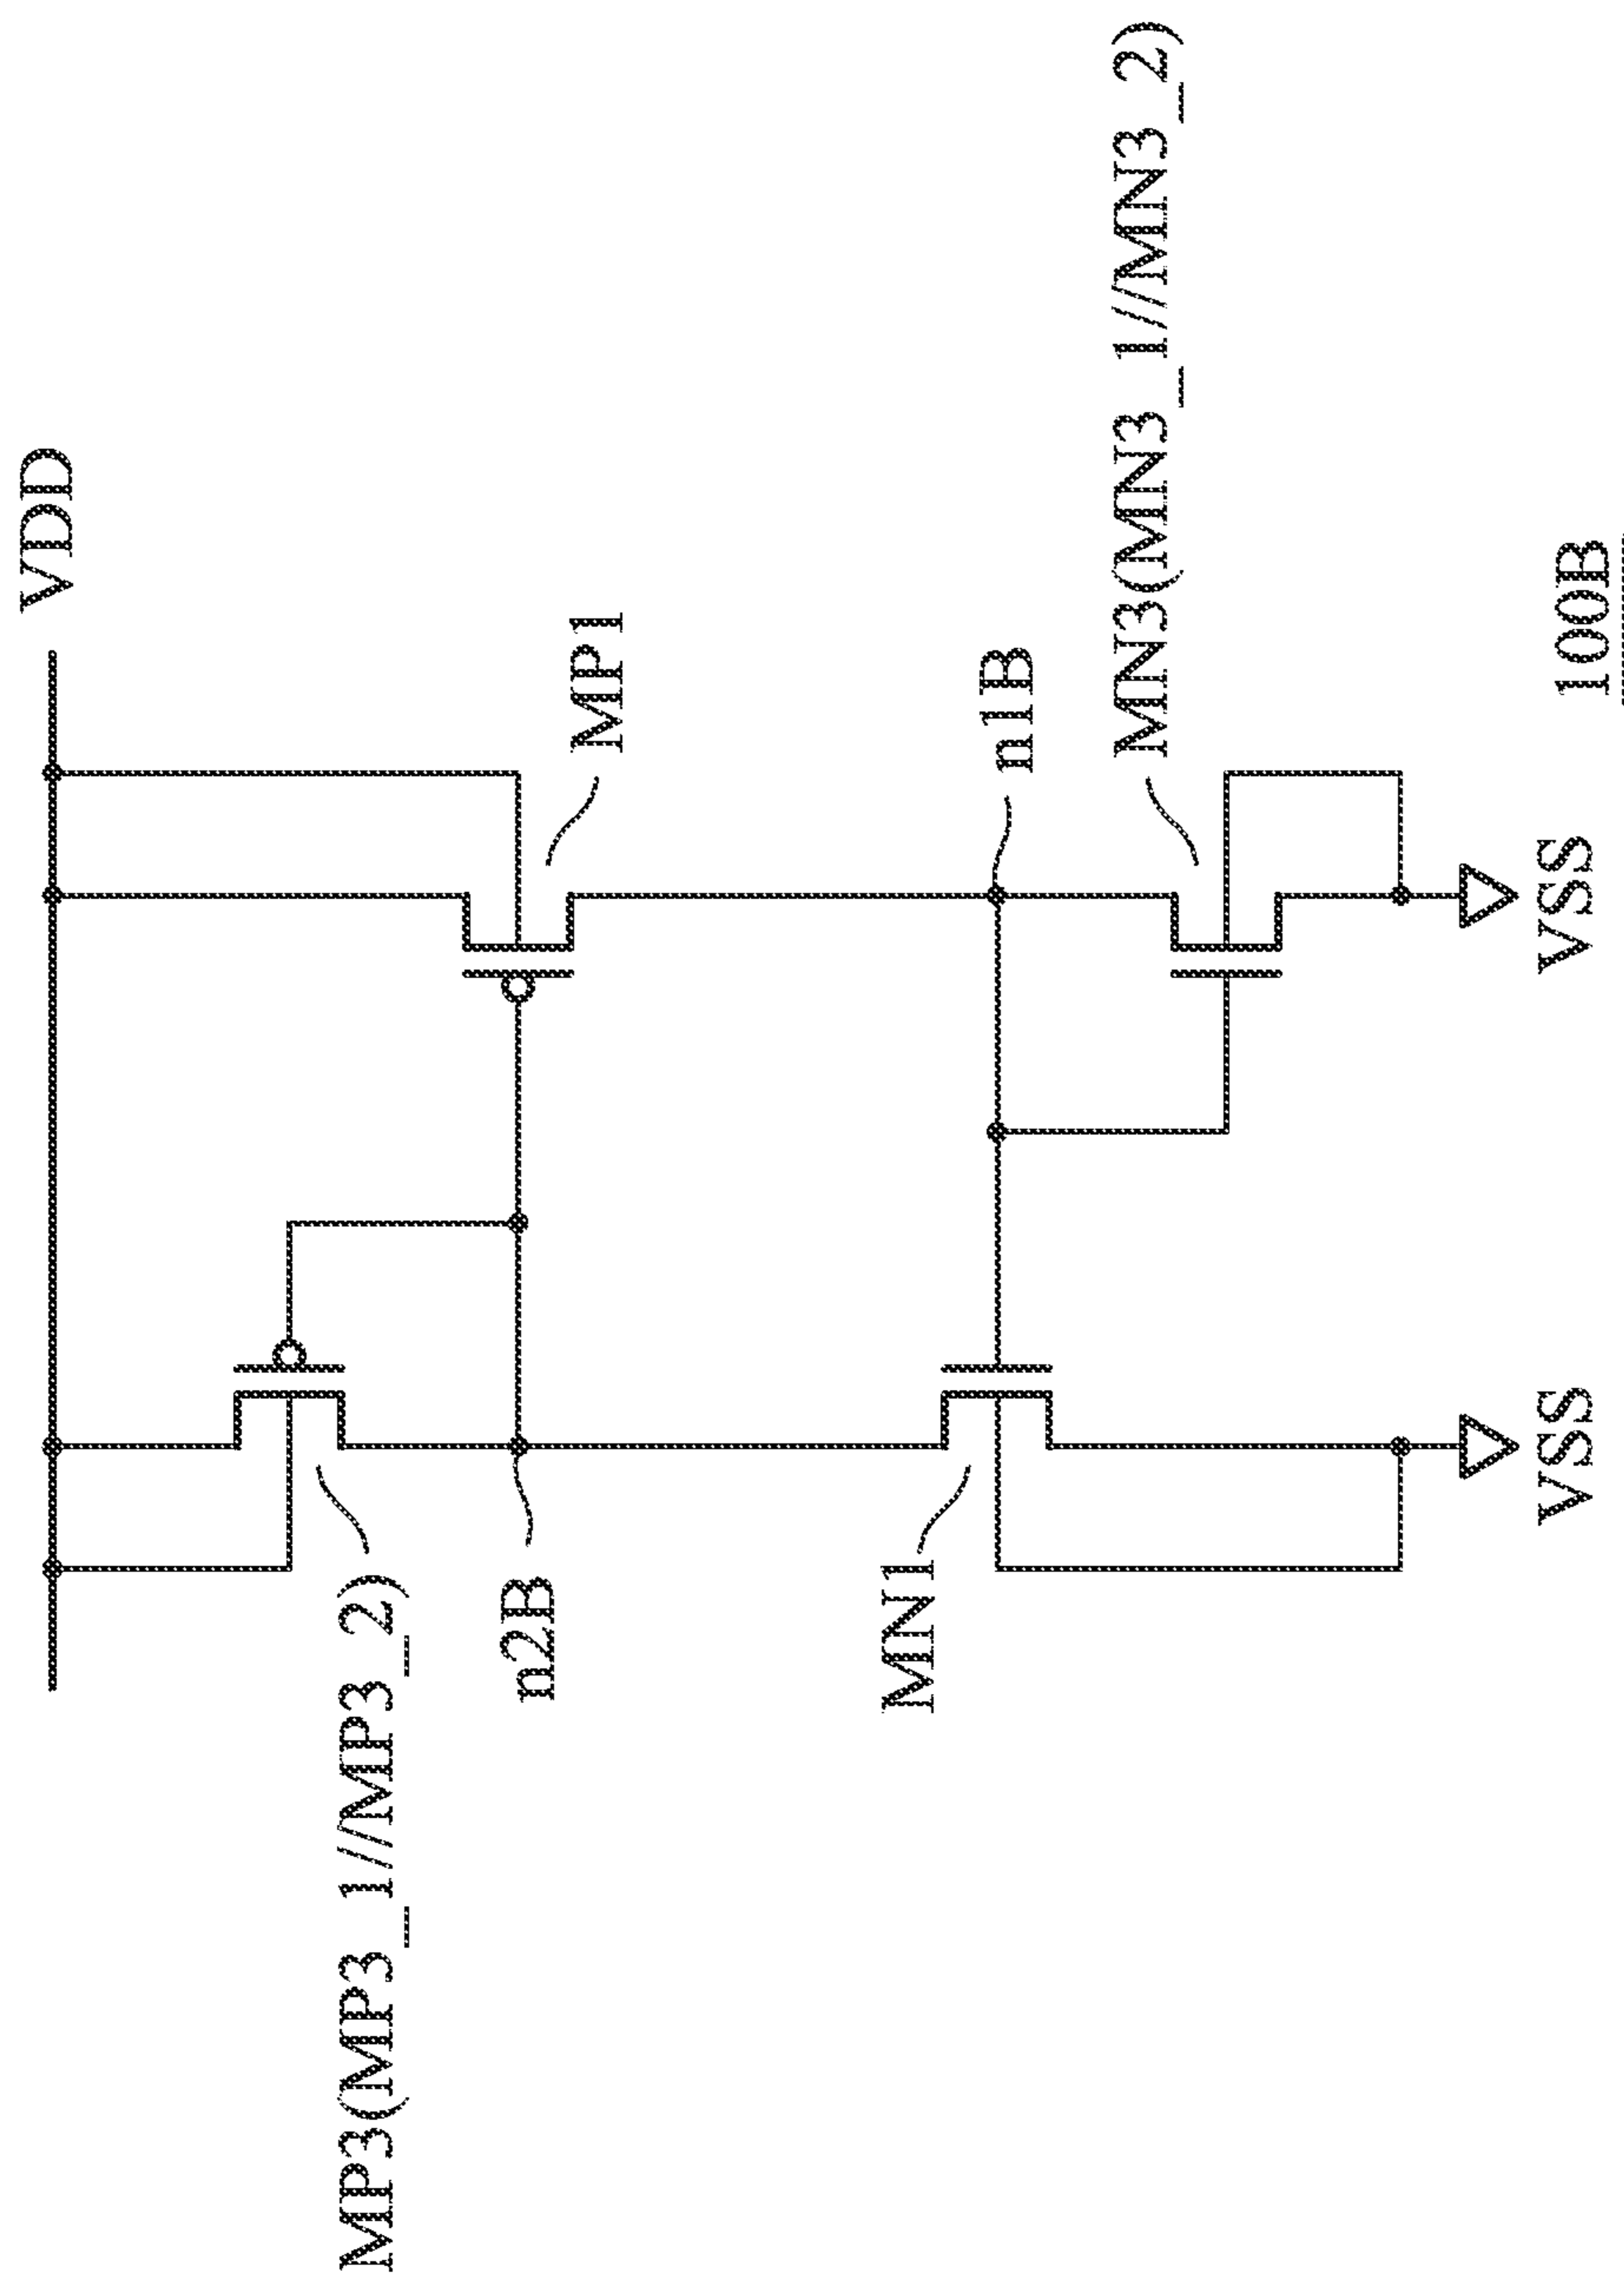 VDD
MP3(MP3_1//MP3_2)
MP1
n2B
n1B
MN1
MN3(MN3_1//MN3_2)
VSS
VSS
100B